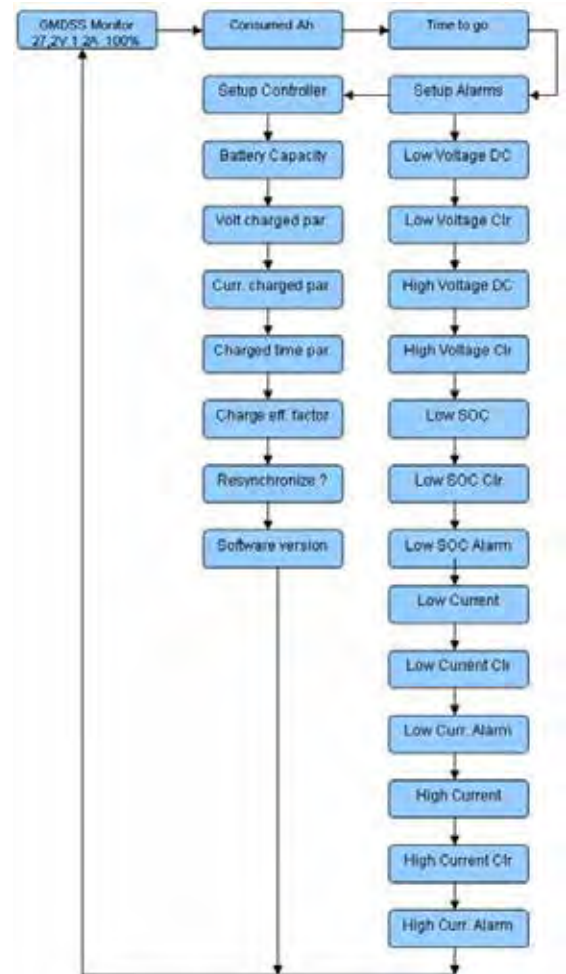 GMDSS Monitor
27,2V 1 2A 100%
Consumed Ah
Time to go
Setup Controller
Setup Alarms
Battery Capacity
Low Voltage DC
Volt charged par.
Low Voltage Clr
Curr. charged par.
High Voltage DC
Charged time par
High Voltage Clr
Charge eff. factor
Low SOC
Resynchronize ?
Low SOC Clr.
Software version
Low SOC Alarm
Low Current
Low Current Clr
Low Curr. Alarm
High Current
High Current Clr
High Curr. Alarm